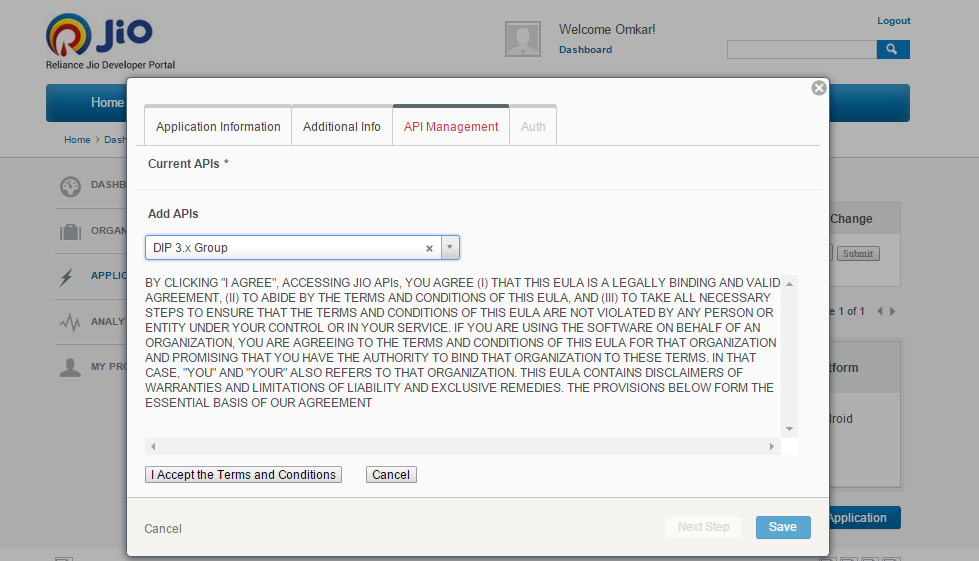 Jio
Reliance Jio Developer Portal
Welcome Omkar!
Dashboard
Logout
Home
Home > Dash
DASHB
ORGAN
APPLIC
ANALY
MY PRO
Application Information
Additional Info
API Management
Auth
Current APIs *
Add APIs
DIP 3.x Group
BY CLICKING "I AGREE", ACCESSING JIO APIs, YOU AGREE (I) THAT THIS EULA IS A LEGALLY BINDING AND VALID
AGREEMENT, (II) TO ABIDE BY THE TERMS AND CONDITIONS OF THIS EULA, AND (III) TO TAKE ALL NECESSARY
STEPS TO ENSURE THAT THE TERMS AND CONDITIONS OF THIS EULA ARE NOT VIOLATED BY ANY PERSON OR
ENTITY UNDER YOUR CONTROL OR IN YOUR SERVICE. IF YOU ARE USING THE SOFTWARE ON BEHALF OF AN
ORGANIZATION, YOU ARE AGREEING TO THE TERMS AND CONDITIONS OF THIS EULA FOR THAT ORGANIZATION
AND PROMISING THAT YOU HAVE THE AUTHORITY TO BIND THAT ORGANIZATION TO THESE TERMS. IN THAT
CASE, "YOU" AND "YOUR" ALSO REFERS TO THAT ORGANIZATION. THIS EULA CONTAINS DISCLAIMERS OF
WARRANTIES AND LIMITATIONS OF LIABILITY AND EXCLUSIVE REMEDIES. THE PROVISIONS BELOW FORM THE
ESSENTIAL BASIS OF OUR AGREEMENT
I Accept the Terms and Conditions
Cancel
Cancel
Next Step
Save
Change
Submit
e 1 of 1
tform
roid
Application